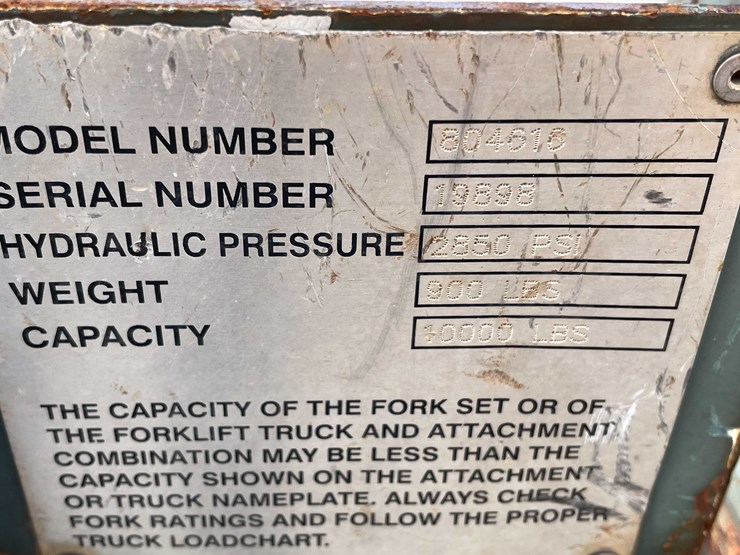 MODEL NUMBER 804616
SERIAL NUMBER 19898
HYDRAULIC PRESSURE 2850 PSI
WEIGHT 900 LBS
CAPACITY 10000 LBS
THE CAPACITY OF THE FORK SET OR OF
THE FORKLIFT TRUCK AND ATTACHMENT
COMBINATION MAY BE LESS THAN THE
CAPACITY SHOWN ON THE ATTACHMENT
OR TRUCK NAMEPLATE. ALWAYS CHECK
FORK RATINGS AND FOLLOW THE PROPER
TRUCK LOADCHART.